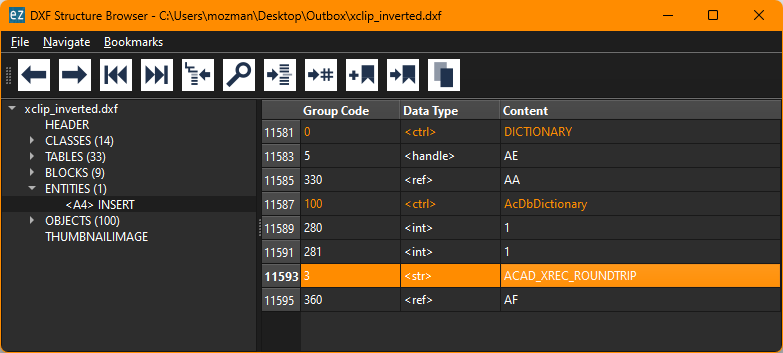 ez DXF Structure Browser - C:\Users\mozman\Desktop\Outbox\xclip_inverted.dxf
File Navigate Bookmarks
xclip_inverted.dxf
HEADER
CLASSES (14)
TABLES (33)
BLOCKS (9)
ENTITIES (1)
<A4> INSERT
OBJECTS (100)
THUMBNAILIMAGE
Group Code Data Type Content
11581 0 <ctrl> DICTIONARY
11583 5 <handle> AE
11585 330 <ref> AA
11587 100 <ctrl> AcDbDictionary
11589 280 <int> 1
11591 281 <int> 1
11593 3 <str> ACAD_XREC_ROUNDTRIP
11595 360 <ref> AF